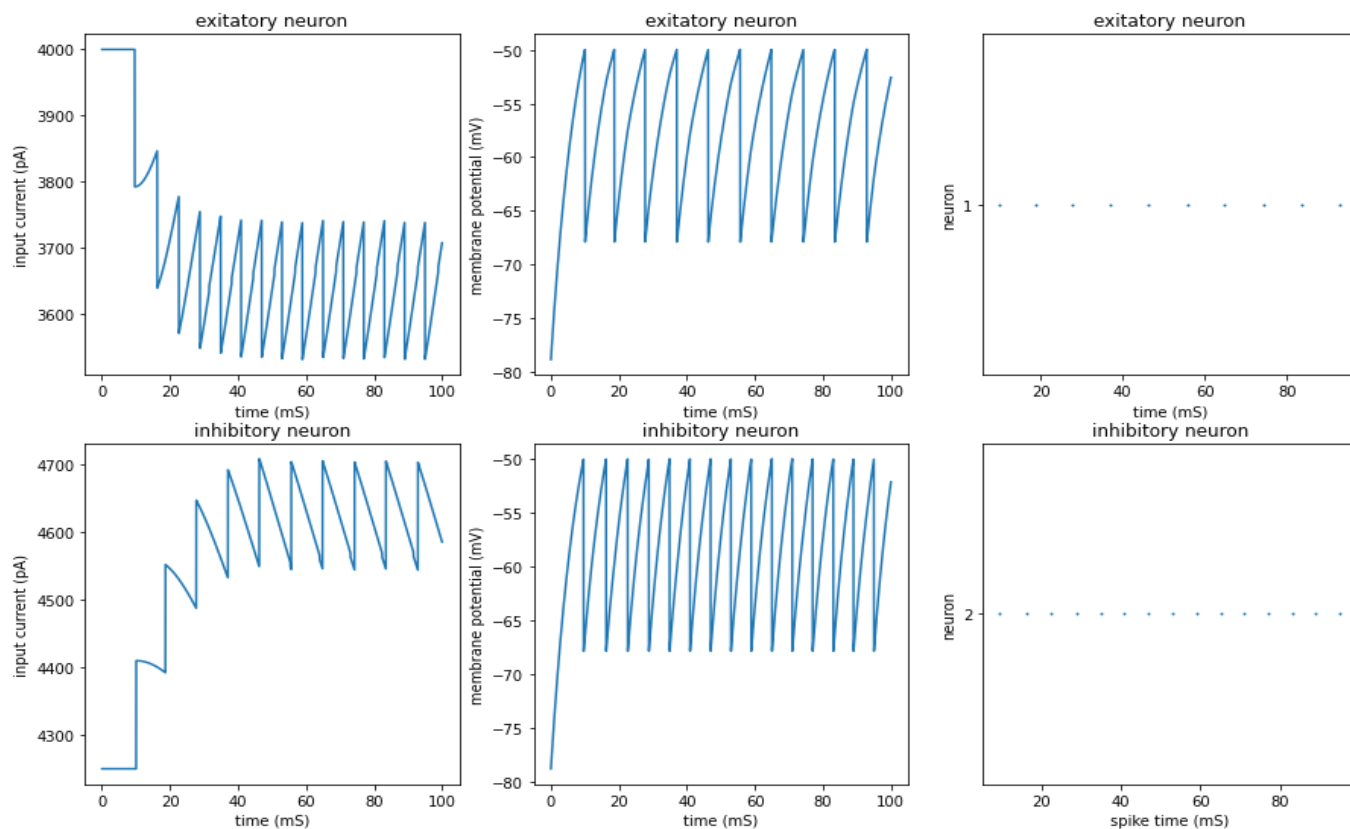 exitatory neuron
input current (pA)
4000
3900
3800
3700
3600
0 20 40 60 80 100
time (mS)
exitatory neuron
membrane potential (mV)
−50
−55
−60
−65
−70
−75
−80
0 20 40 60 80 100
time (mS)
exitatory neuron
neuron
1
20 40 60 80
time (mS)
inhibitory neuron
input current (pA)
4700
4600
4500
4400
4300
0 20 40 60 80 100
time (mS)
inhibitory neuron
membrane potential (mV)
−50
−55
−60
−65
−70
−75
−80
0 20 40 60 80 100
time (mS)
inhibitory neuron
neuron
2
20 40 60 80
spike time (mS)